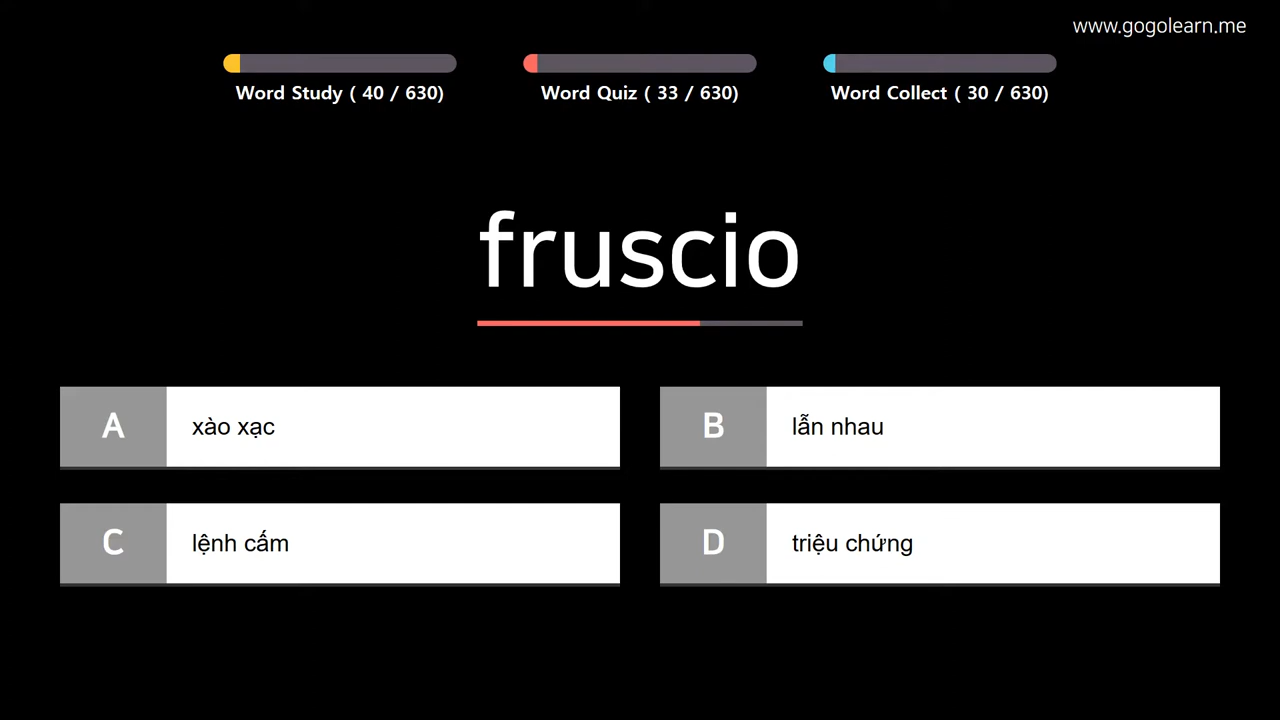 www.gogolearn.me
Word Study ( 40 / 630)
Word Quiz ( 33 / 630)
Word Collect ( 30 / 630)
fruscio
A
xào xạc
B
lẫn nhau
C
lệnh cấm
D
triệu chứng